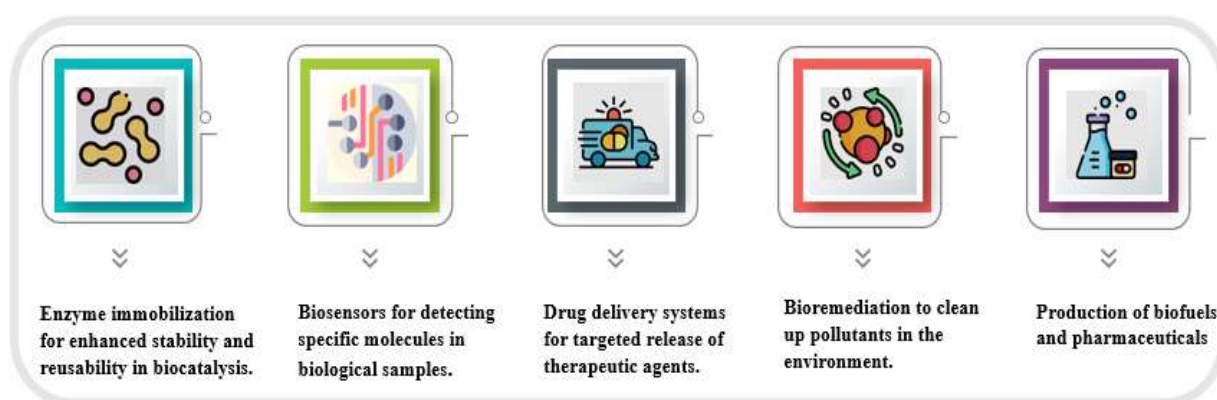 Enzyme immobilization
for enhanced stability and
reusability in biocatalysis.
Biosensors for detecting
specific molecules in
biological samples.
Drug delivery systems
for targeted release of
therapeutic agents.
Bioremediation to clean
up pollutants in the
environment.
Production of biofuels
and pharmaceuticals